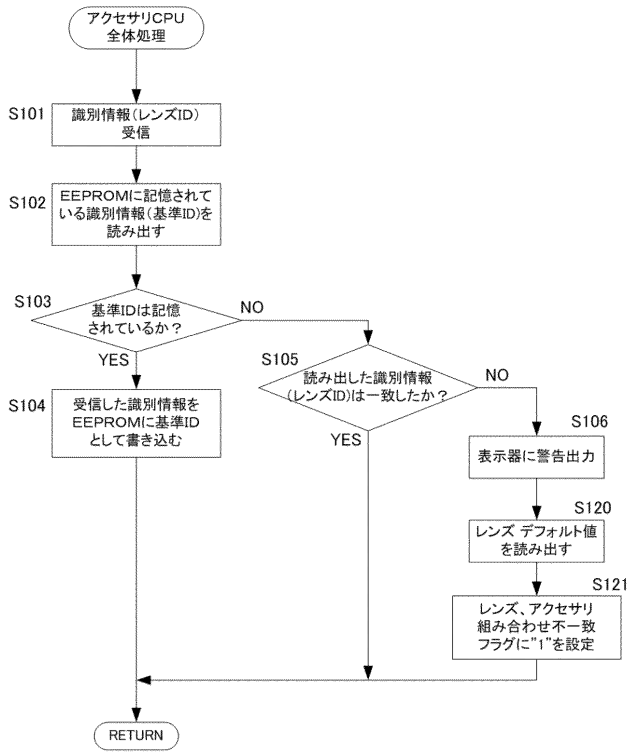 アクセサリCPU
全体処理
S101
識別情報(レンズID)
受信
S102
EEPROMに記憶されて
いる識別情報(基準ID)を
読み出す
S103
基準IDは記憶
されているか?
NO
YES
S104
受信した識別情報を
EEPROMに基準ID
として書き込む
S105
読み出した識別情報
(レンズID)は一致したか?
NO
YES
S106
表示器に警告出力
S120
レンズ デフォルト値
を読み出す
S121
レンズ、アクセサリ
組み合わせ不一致
フラグに"1"を設定
RETURN